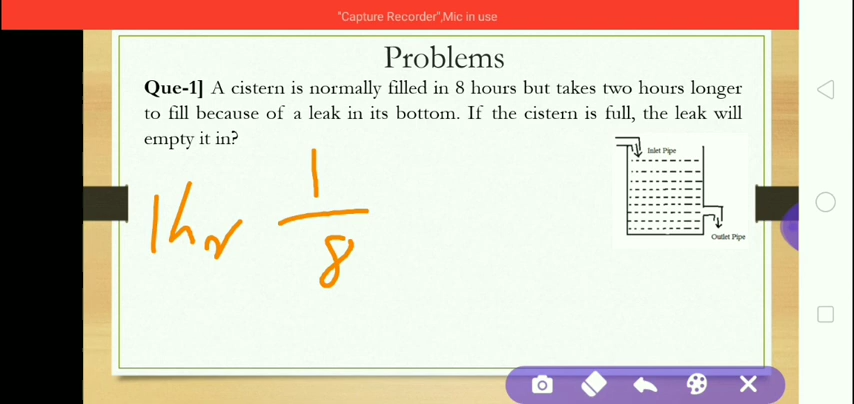 "Capture Recorder",Mic in use
Problems
Que-1] A cistern is normally filled in 8 hours but takes two hours longer
to fill because of a leak in its bottom. If the cistern is full, the leak will
empty it in?
Inlet Pipe
1hr 1/8
Outlet Pipe